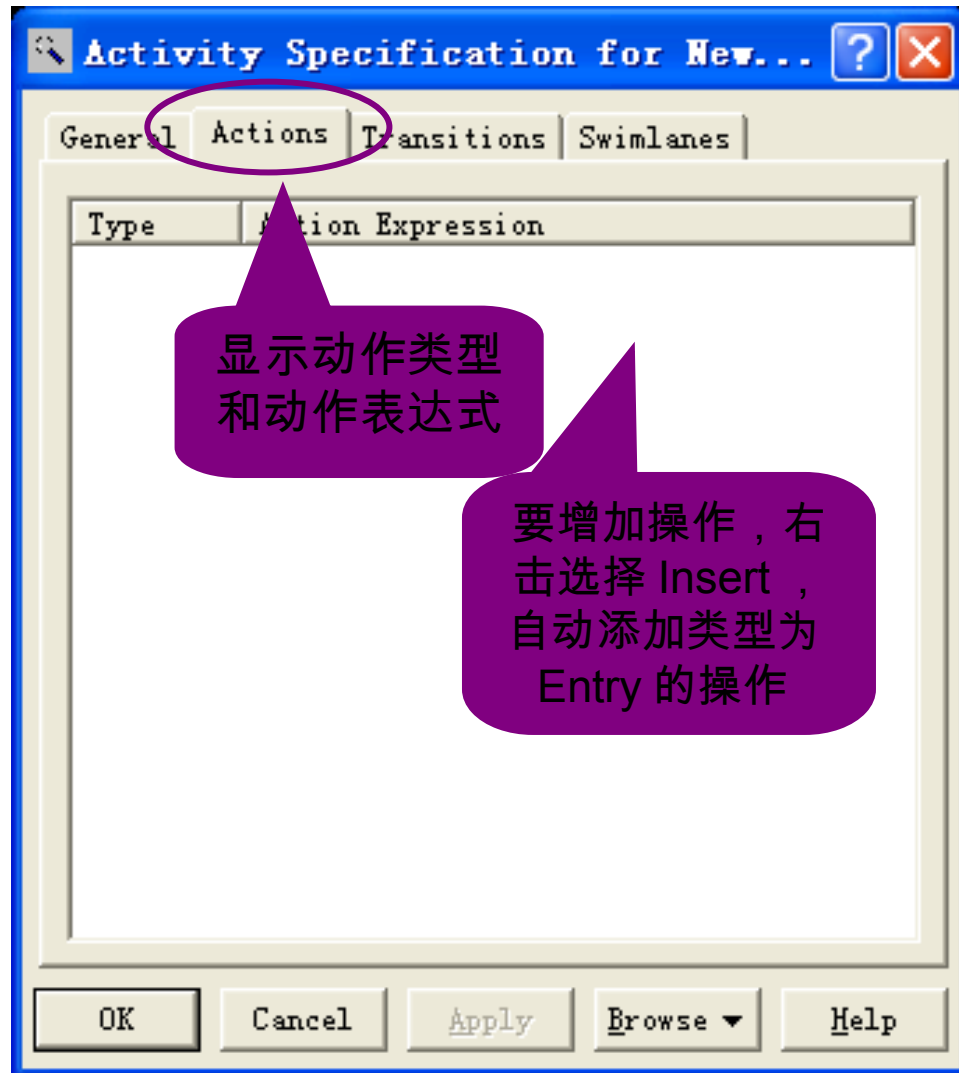 Activity Specification for New...
General Actions Transitions Swimlanes
Type Action Expression
显示动作类型
和动作表达式
要增加操作，右
击选择 Insert ，
自动添加类型为
Entry 的操作
OK Cancel Apply Browse Help